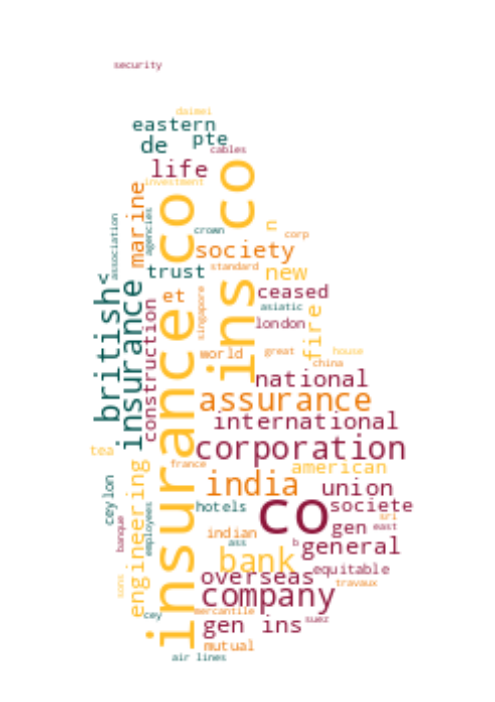 security
daimei
eastern
de
pte
cables
life
investment
marine
insurance co
ins co
association
agencies
crown
n
corp
society
trust
standard
new
british
<
insurance
construction
et
singapore
ceased
asiatic
london
fire
world
great
house
china
national
assurance
international
corporation
tea
france
american
engineering
india
union
ceylon
co
societe
hotels
sri
gen
east
banque
employees
indian
ass
b
general
bank
equitable
overseas
travaux
sons
company
cey
mercantile
gen ins
suez
mutual
air lines